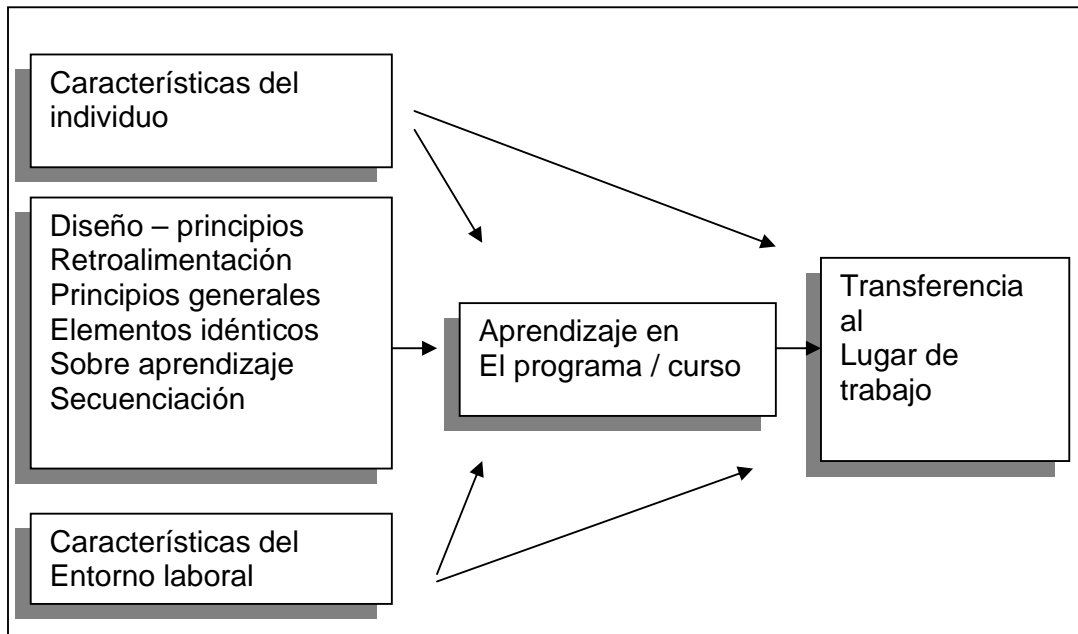 Características del
individuo
Diseño – principios
Retroalimentación
Principios generales
Elementos idénticos
Sobre aprendizaje
Secuenciación
Características del
Entorno laboral
Aprendizaje en
El programa / curso
Transferencia
al
Lugar de
trabajo